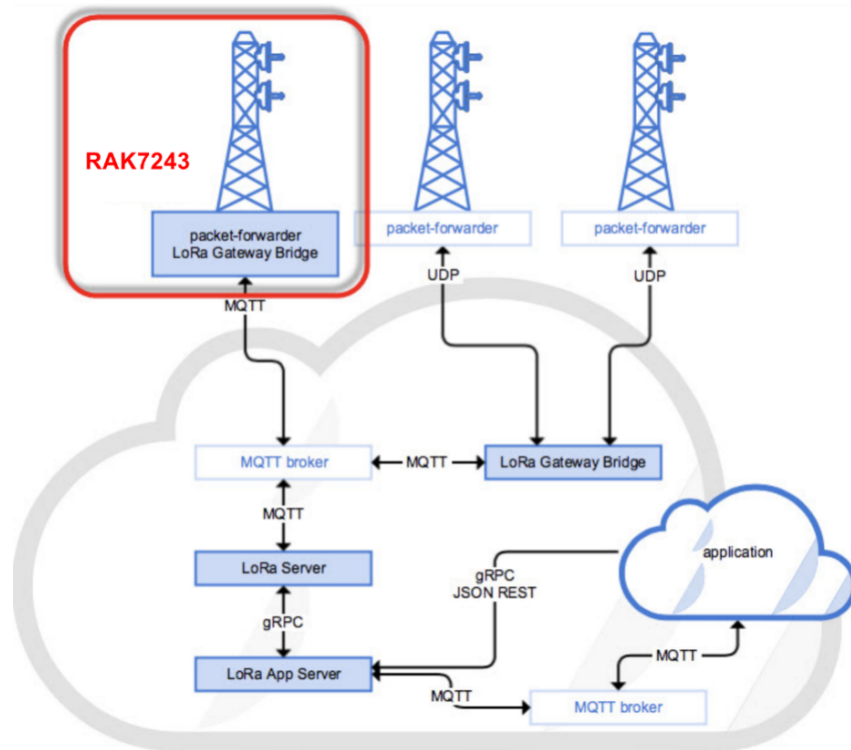 RAK7243
packet-forwarder
LoRa Gateway Bridge
packet-forwarder
packet-forwarder
MQTT
UDP
UDP
MQTT broker
MQTT
LoRa Gateway Bridge
MQTT
LoRa Server
gRPC
JSON REST
application
gRPC
LoRa App Server
MQTT
MQTT
MQTT broker